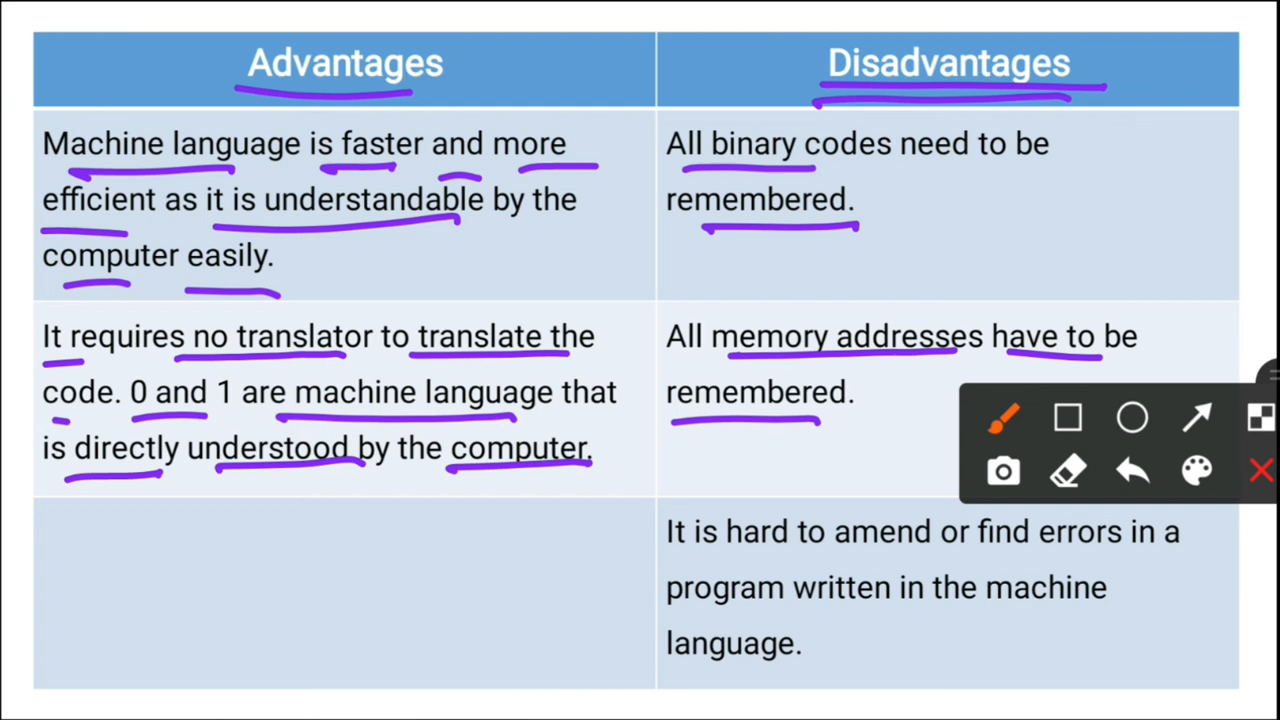 Advantages
Disadvantages
Machine language is faster and more
efficient as it is understandable by the
computer easily.
All binary codes need to be
remembered.
It requires no translator to translate the
code. 0 and 1 are machine language that
is directly understood by the computer.
All memory addresses have to be
remembered.
It is hard to amend or find errors in a
program written in the machine
language.